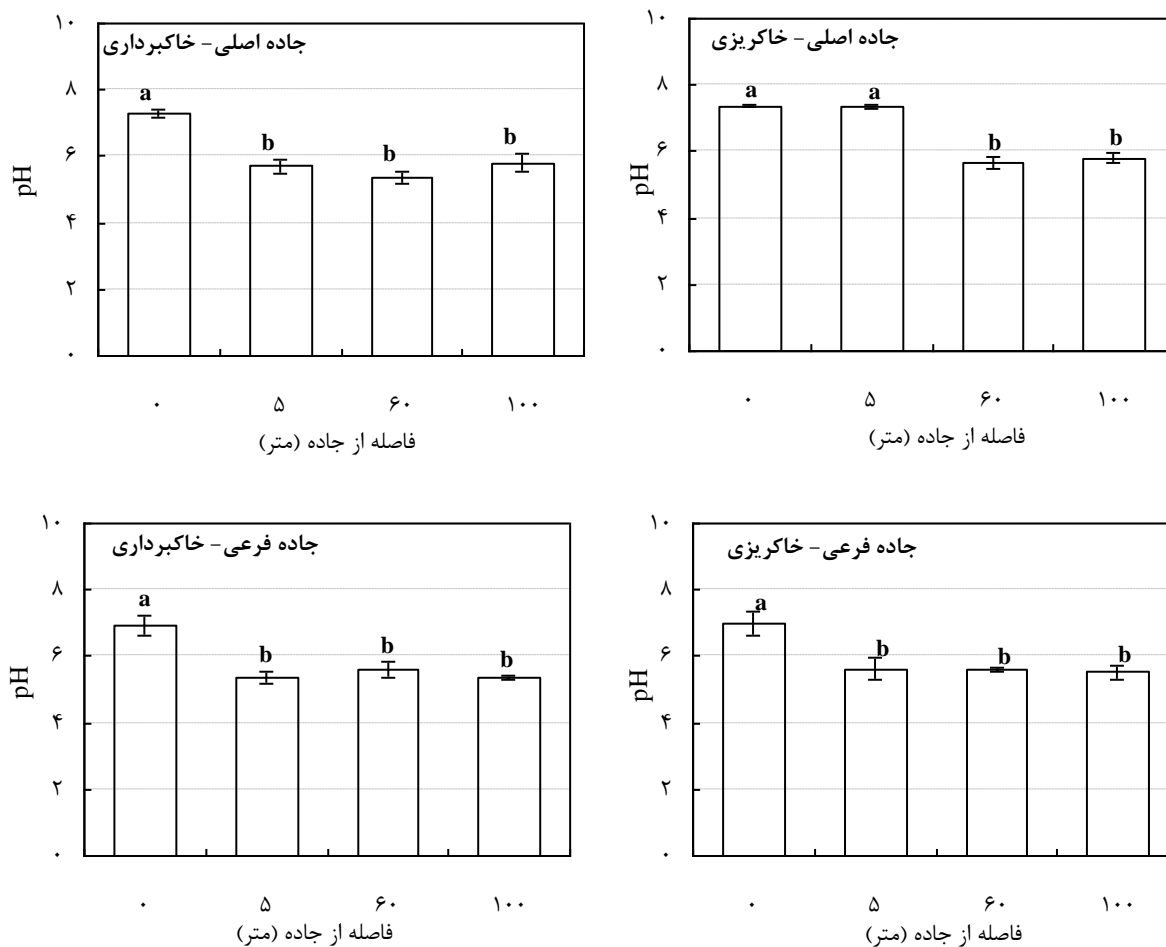 جاده اصلی- خاکبرداری
۱۰
۸
۶
۴
۲
۰
pH
a
b
b
b
۰ ۵ ۶۰ ۱۰۰
فاصله از جاده (متر)
جاده اصلی- خاکریزی
۱۰
۸
۶
۴
۲
۰
pH
a
a
b
b
۰ ۵ ۶۰ ۱۰۰
فاصله از جاده (متر)
جاده فرعی- خاکبرداری
۱۰
۸
۶
۴
۲
۰
pH
a
b
b
b
۰ ۵ ۶۰ ۱۰۰
فاصله از جاده (متر)
جاده فرعی- خاکریزی
۱۰
۸
۶
۴
۲
۰
pH
a
b
b
b
۰ ۵ ۶۰ ۱۰۰
فاصله از جاده (متر)